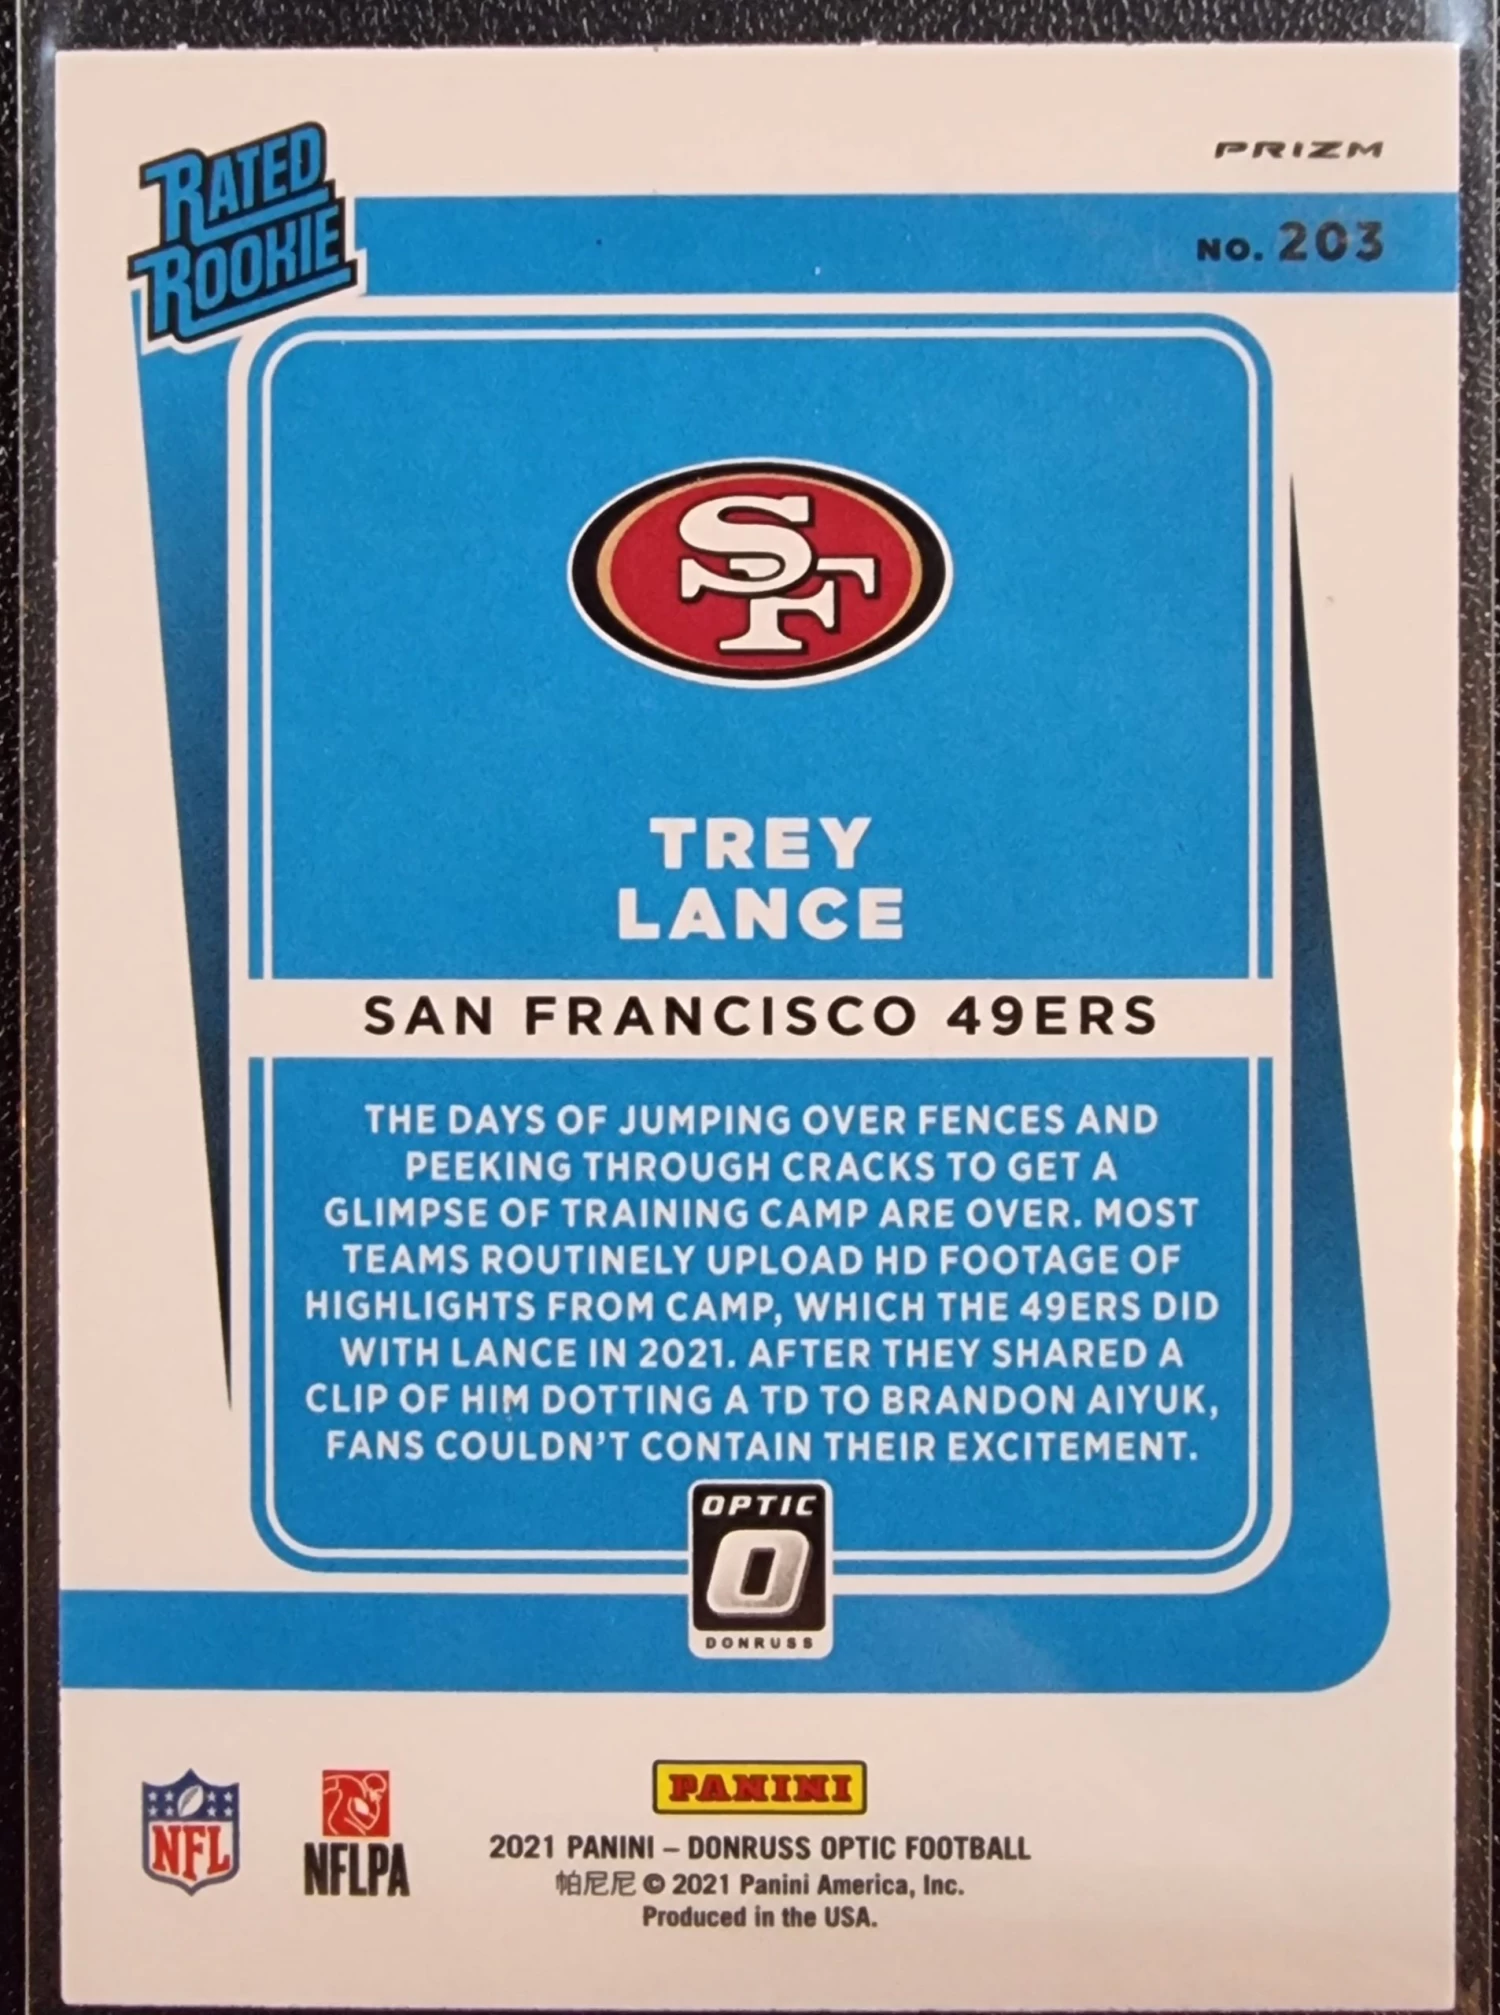 RATED
ROOKIE
PRIZM
NO. 203
SF
TREY
LANCE
SAN FRANCISCO 49ERS
THE DAYS OF JUMPING OVER FENCES AND
PEEKING THROUGH CRACKS TO GET A
GLIMPSE OF TRAINING CAMP ARE OVER. MOST
TEAMS ROUTINELY UPLOAD HD FOOTAGE OF
HIGHLIGHTS FROM CAMP, WHICH THE 49ERS DID
WITH LANCE IN 2021. AFTER THEY SHARED A
CLIP OF HIM DOTTING A TD TO BRANDON AIYUK,
FANS COULDN'T CONTAIN THEIR EXCITEMENT.
OPTIC
O
DONRUSS
NFL
NFLPA
PANINI
2021 PANINI – DONRUSS OPTIC FOOTBALL
帕尼尼 © 2021 Panini America, Inc.
Produced in the USA.